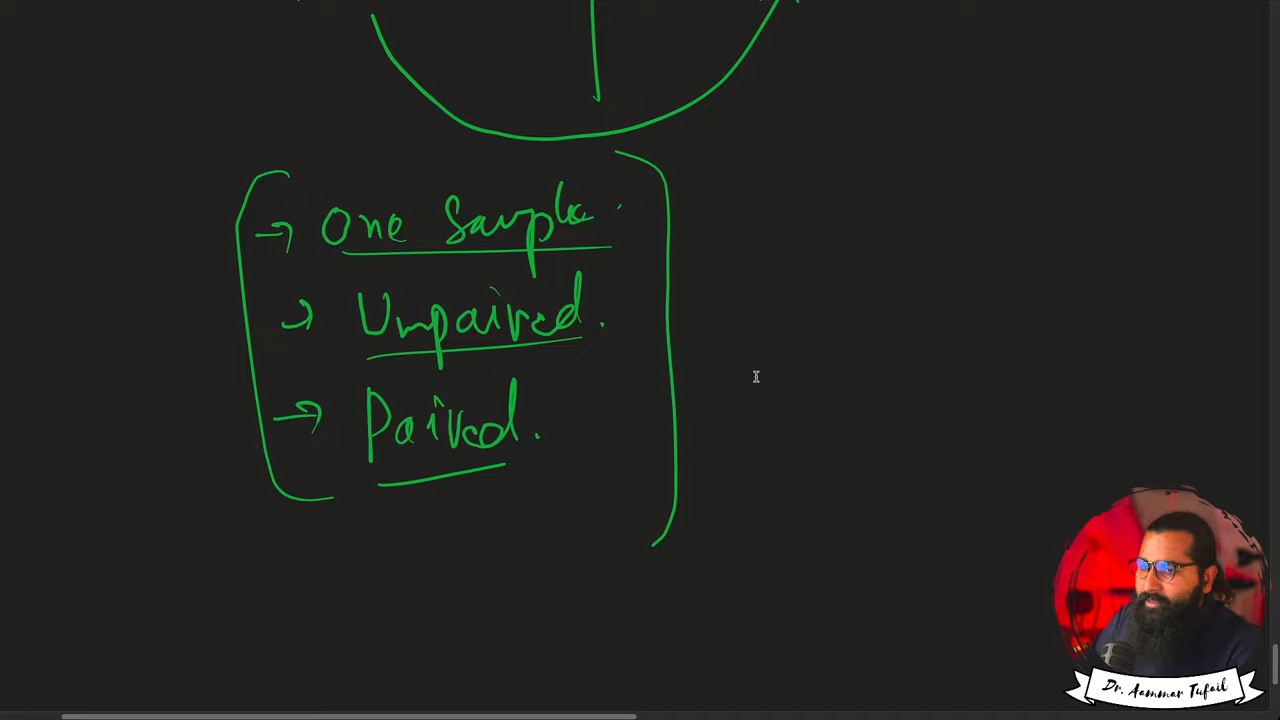 → One Sample.
→ Unpaired.
→ Paired.
Dr. Aammar Tufail